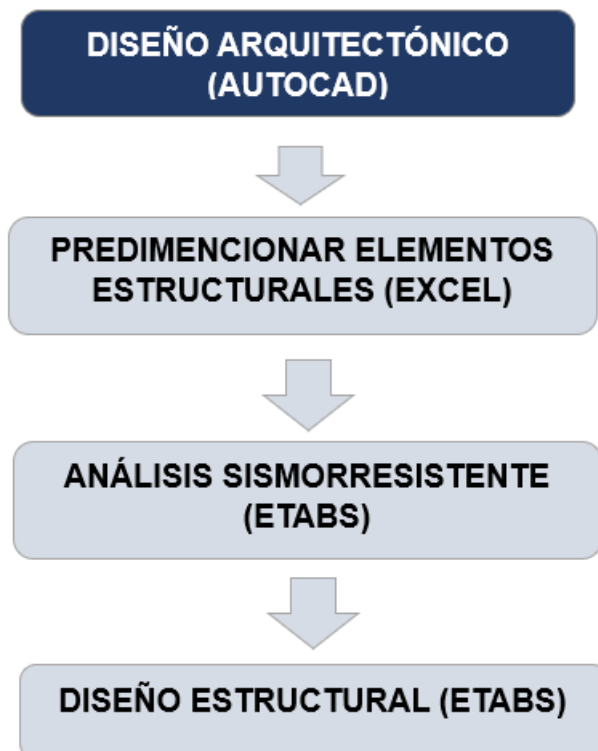 DISEÑO ARQUITECTÓNICO
(AUTOCAD)
PREDIMENCIONAR ELEMENTOS
ESTRUCTURALES (EXCEL)
ANÁLISIS SISMORRESISTENTE
(ETABS)
DISEÑO ESTRUCTURAL (ETABS)